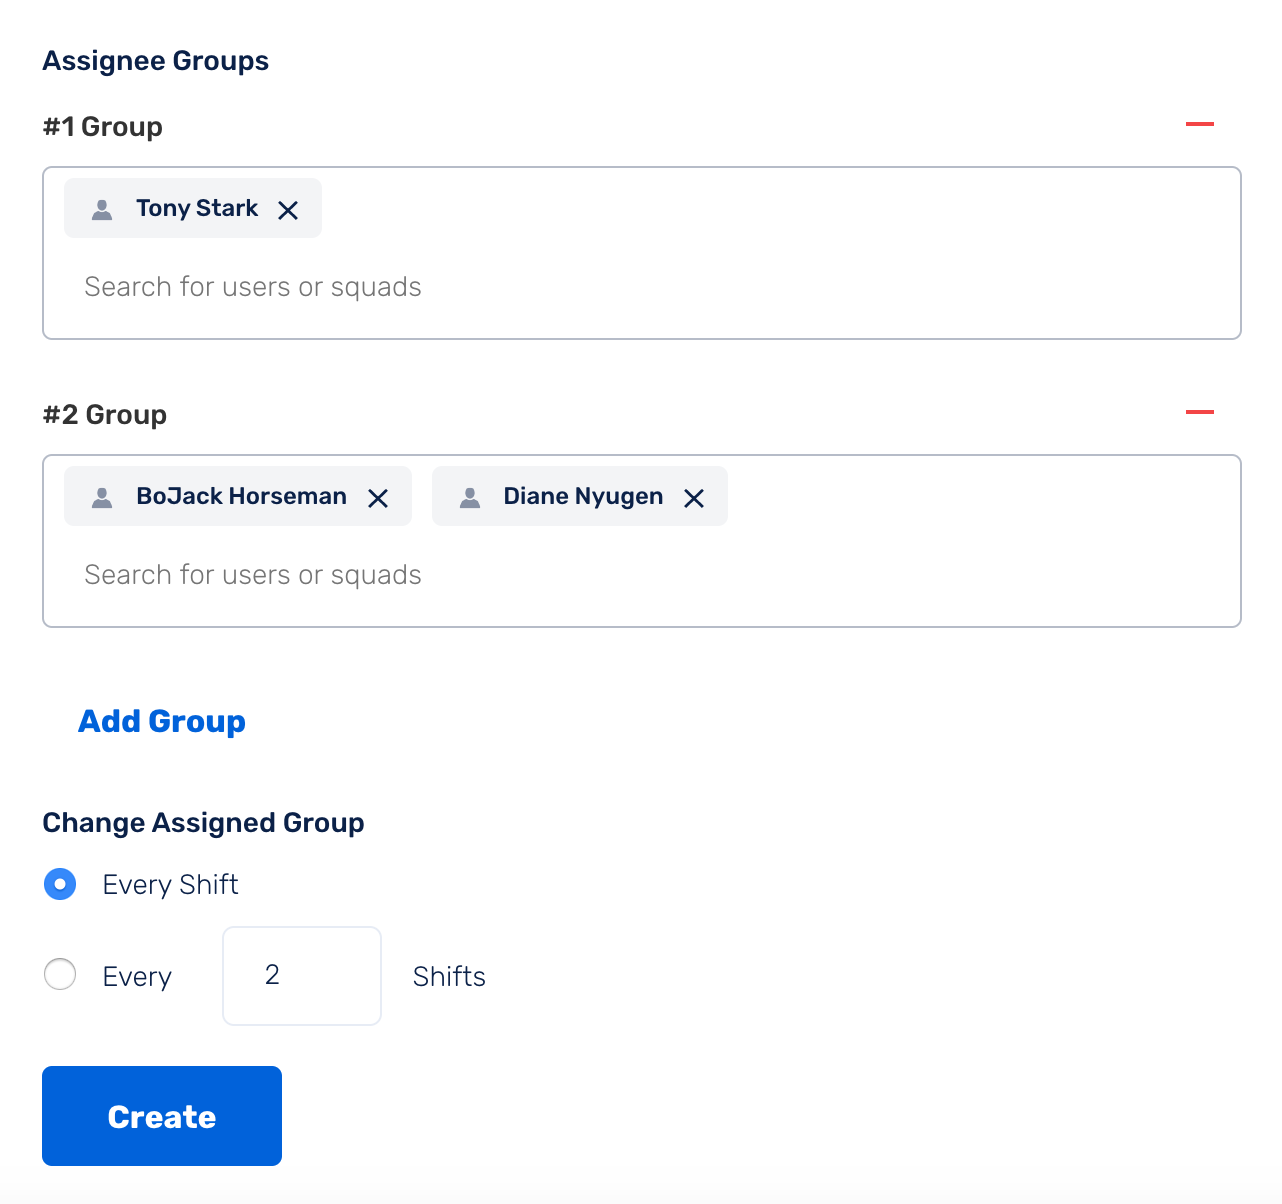 Assignee Groups
#1 Group
Tony Stark
Search for users or squads
#2 Group
BoJack Horseman Diane Nyugen
Search for users or squads
Add Group
Change Assigned Group
Every Shift
Every 2 Shifts
Create